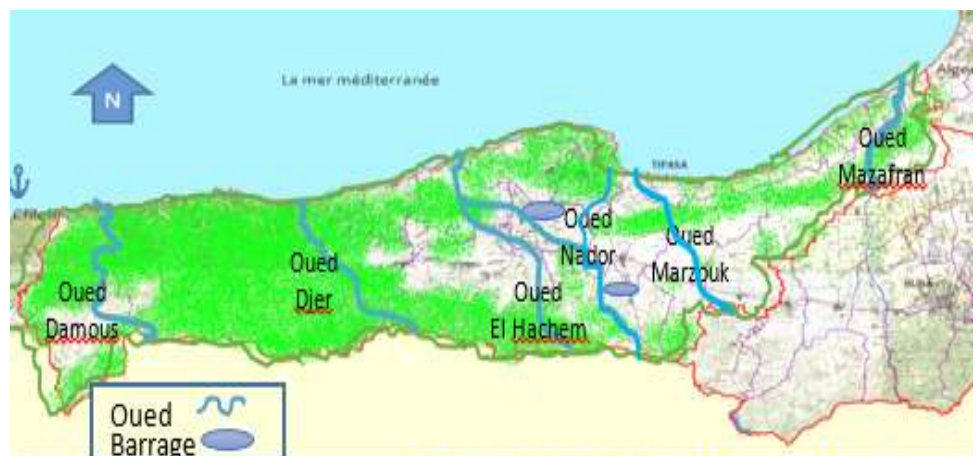 La mer méditerranée
N
TIPASA
Oued
Mazafran
Oued
Nador
Oued
Marzouk
Oued
El Hachem
Oued
Djer
Oued
Damous
Oued
Barrage